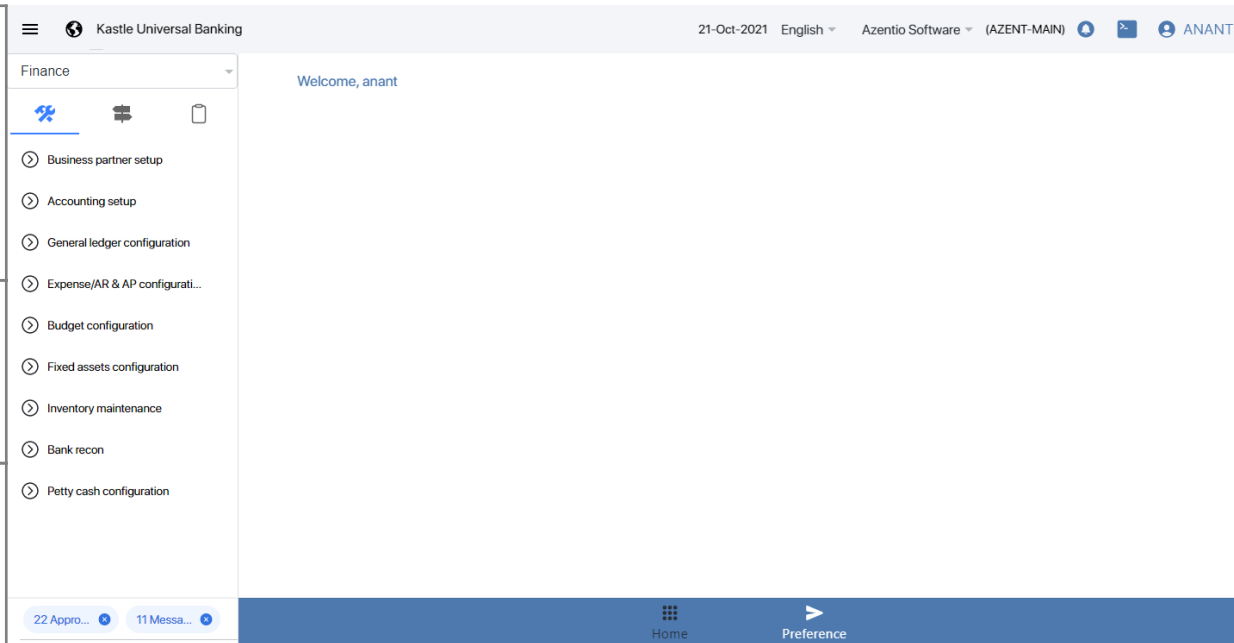 Kastle Universal Banking
21-Oct-2021 English Azentio Software (AZENT-MAIN) ANANT
Finance
Welcome, anant
Business partner setup
Accounting setup
General ledger configuration
Expense/AR & AP configurati...
Budget configuration
Fixed assets configuration
Inventory maintenance
Bank recon
Petty cash configuration
22 Appro... 11 Messa...
Home Preference